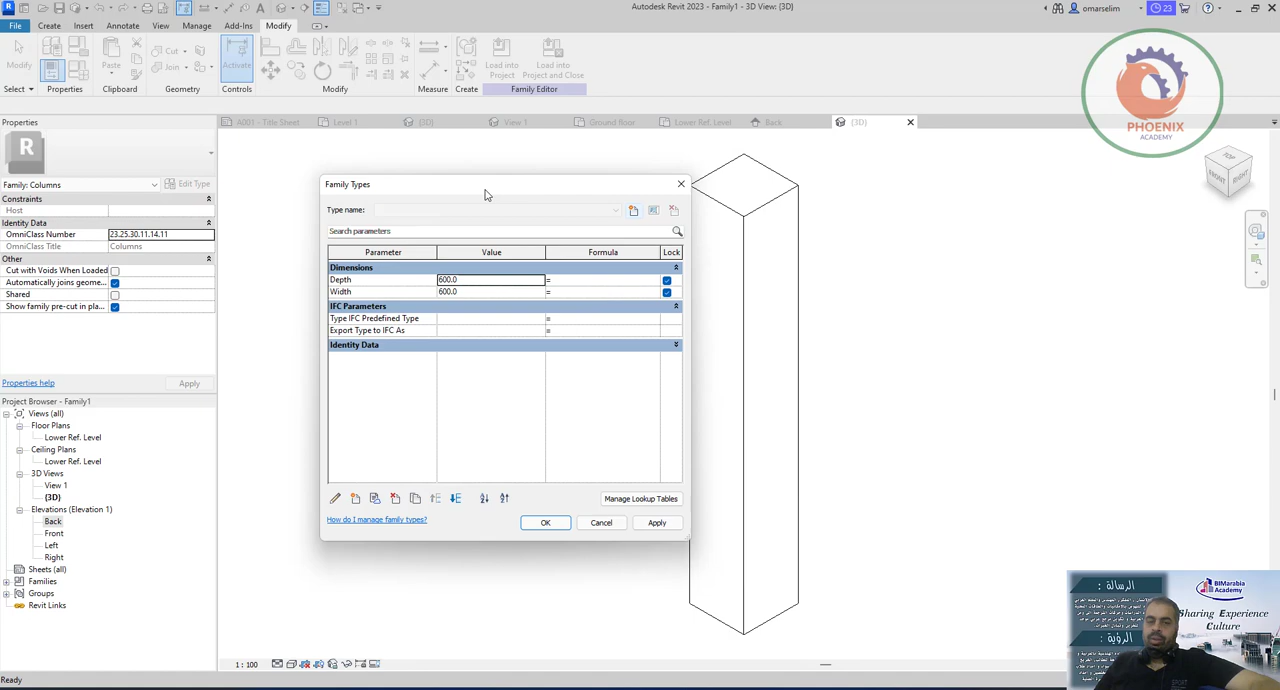 Autodesk Revit 2023 - Family1 - 3D View: {3D}
omarselim
23
File Create Insert Annotate View Manage Add-Ins Modify
Modify
Paste
Cut
Join
Activate
Load into
Project
Load into
Project and Close
Select Properties Clipboard Geometry Controls Modify Measure Create Family Editor
PHOENIX
ACADEMY
A001 - Title Sheet Level 1 {3D} View 1 Ground floor Lower Ref. Level Back {3D}
TOP
FRONT
RIGHT
Properties
R
Family: Columns Edit Type
Constraints
Host
Identity Data
OmniClass Number 23.25.30.11.14.11
OmniClass Title Columns
Other
Cut with Voids When Loaded
Automatically joins geome...
Shared
Show family pre-cut in pla...
Properties help Apply
Project Browser - Family1
Views (all)
Floor Plans
Lower Ref. Level
Ceiling Plans
Lower Ref. Level
3D Views
View 1
{3D}
Elevations (Elevation 1)
Back
Front
Left
Right
Sheets (all)
Families
Groups
Revit Links
Family Types
Type name:
Search parameters
Parameter Value Formula Lock
Dimensions
Depth 600.0 =
Width 600.0 =
IFC Parameters
Type IFC Predefined Type =
Export Type to IFC As =
Identity Data
Manage Lookup Tables
How do I manage family types?
OK Cancel Apply
1 : 100
Ready
الرسالة :
الرؤية :
BIMarabia
Academy
Sharing Experience
Culture
SPORT